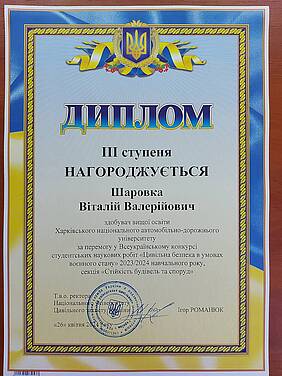 ДИПЛОМ
III ступеня
НАГОРОДЖУЄТЬСЯ
Шаровка
Віталій Валерійович
здобувач вищої освіти
Харківського національного автомобільно-дорожнього
університету
за перемогу у Всеукраїнському конкурсі
студентських наукових робіт «Цивільна безпека в умовах
воєнного стану» 2023/2024 навчального року,
секція «Стійкість будівель та споруд»
Т.в.о. ректора
Національного
Цивільного
Ігор РОМАНЮК
«26» квітня